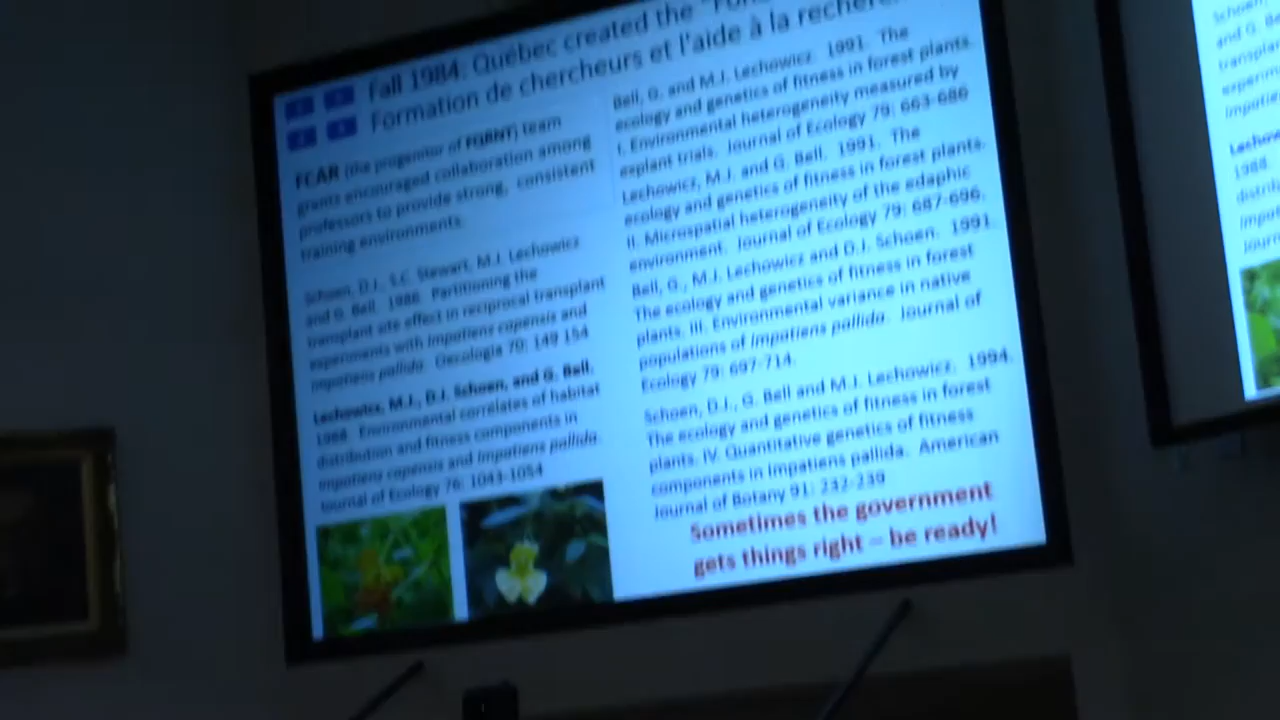 Fall 1984: Québec created the
Formation de chercheurs et l'aide à la
FCAR (the progenitor of FQRNT) team
grants encouraged collaboration among
professors to provide strong, consistent
training environments.
Schoen, D.J., S.C. Stewart, M.J. Lechowicz
and G. Bell. 1986. Partitioning the
transplant site effect in reciprocal transplant
experiments with Impatiens capensis and
Impatiens pallida. Oecologia 70: 149-154
Lechowicz, M.J., D.J. Schoen, and G. Bell.
1988. Environmental correlates of habitat
distribution and fitness components in
Impatiens capensis and Impatiens pallida.
Journal of Ecology 76: 1043-1054
Bell, G. and M.J. Lechowicz. 1991. The
ecology and genetics of fitness in forest plants.
I. Environmental heterogeneity measured by
explant trials. Journal of Ecology 79: 663-686
Lechowicz, M.J. and G. Bell. 1991. The
ecology and genetics of fitness in forest plants.
II. Microspatial heterogeneity of the edaphic
environment. Journal of Ecology 79: 687-696.
Bell, G., M.J. Lechowicz and D.J. Schoen. 1991.
The ecology and genetics of fitness in forest
plants. III. Environmental variance in native
populations of Impatiens pallida. Journal of
Ecology 79: 697-714.
Schoen, D.J., G. Bell and M.J. Lechowicz. 1994.
The ecology and genetics of fitness in forest
plants. IV. Quantitative genetics of fitness
components in Impatiens pallida. American
Journal of Botany 91: 232-239
Sometimes the government
gets things right – be ready!